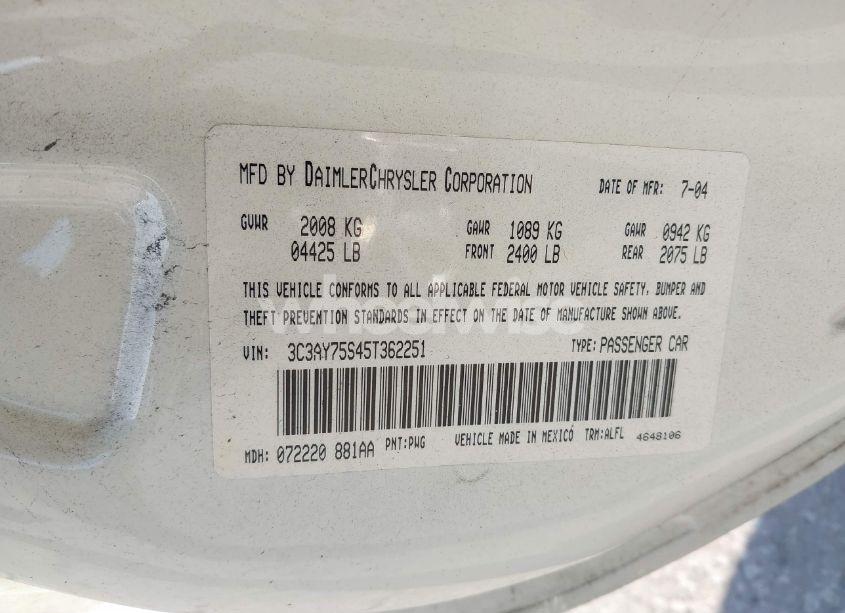 MFD BY DAIMLERCHRYSLER CORPORATION DATE OF MFR: 7-04
GVWR 2008 KG GAWR 1089 KG GAWR 0942 KG
04425 LB FRONT 2400 LB REAR 2075 LB
THIS VEHICLE CONFORMS TO ALL APPLICABLE FEDERAL MOTOR VEHICLE SAFETY, BUMPER AND
THEFT PREVENTION STANDARDS IN EFFECT ON THE DATE OF MANUFACTURE SHOWN ABOVE.
wheelwise
VIN: 3C3AY75S45T362251 TYPE: PASSENGER CAR
MDH: 072220 881AA PNT:PWG VEHICLE MADE IN MEXICO TRM:ALFL 4648106